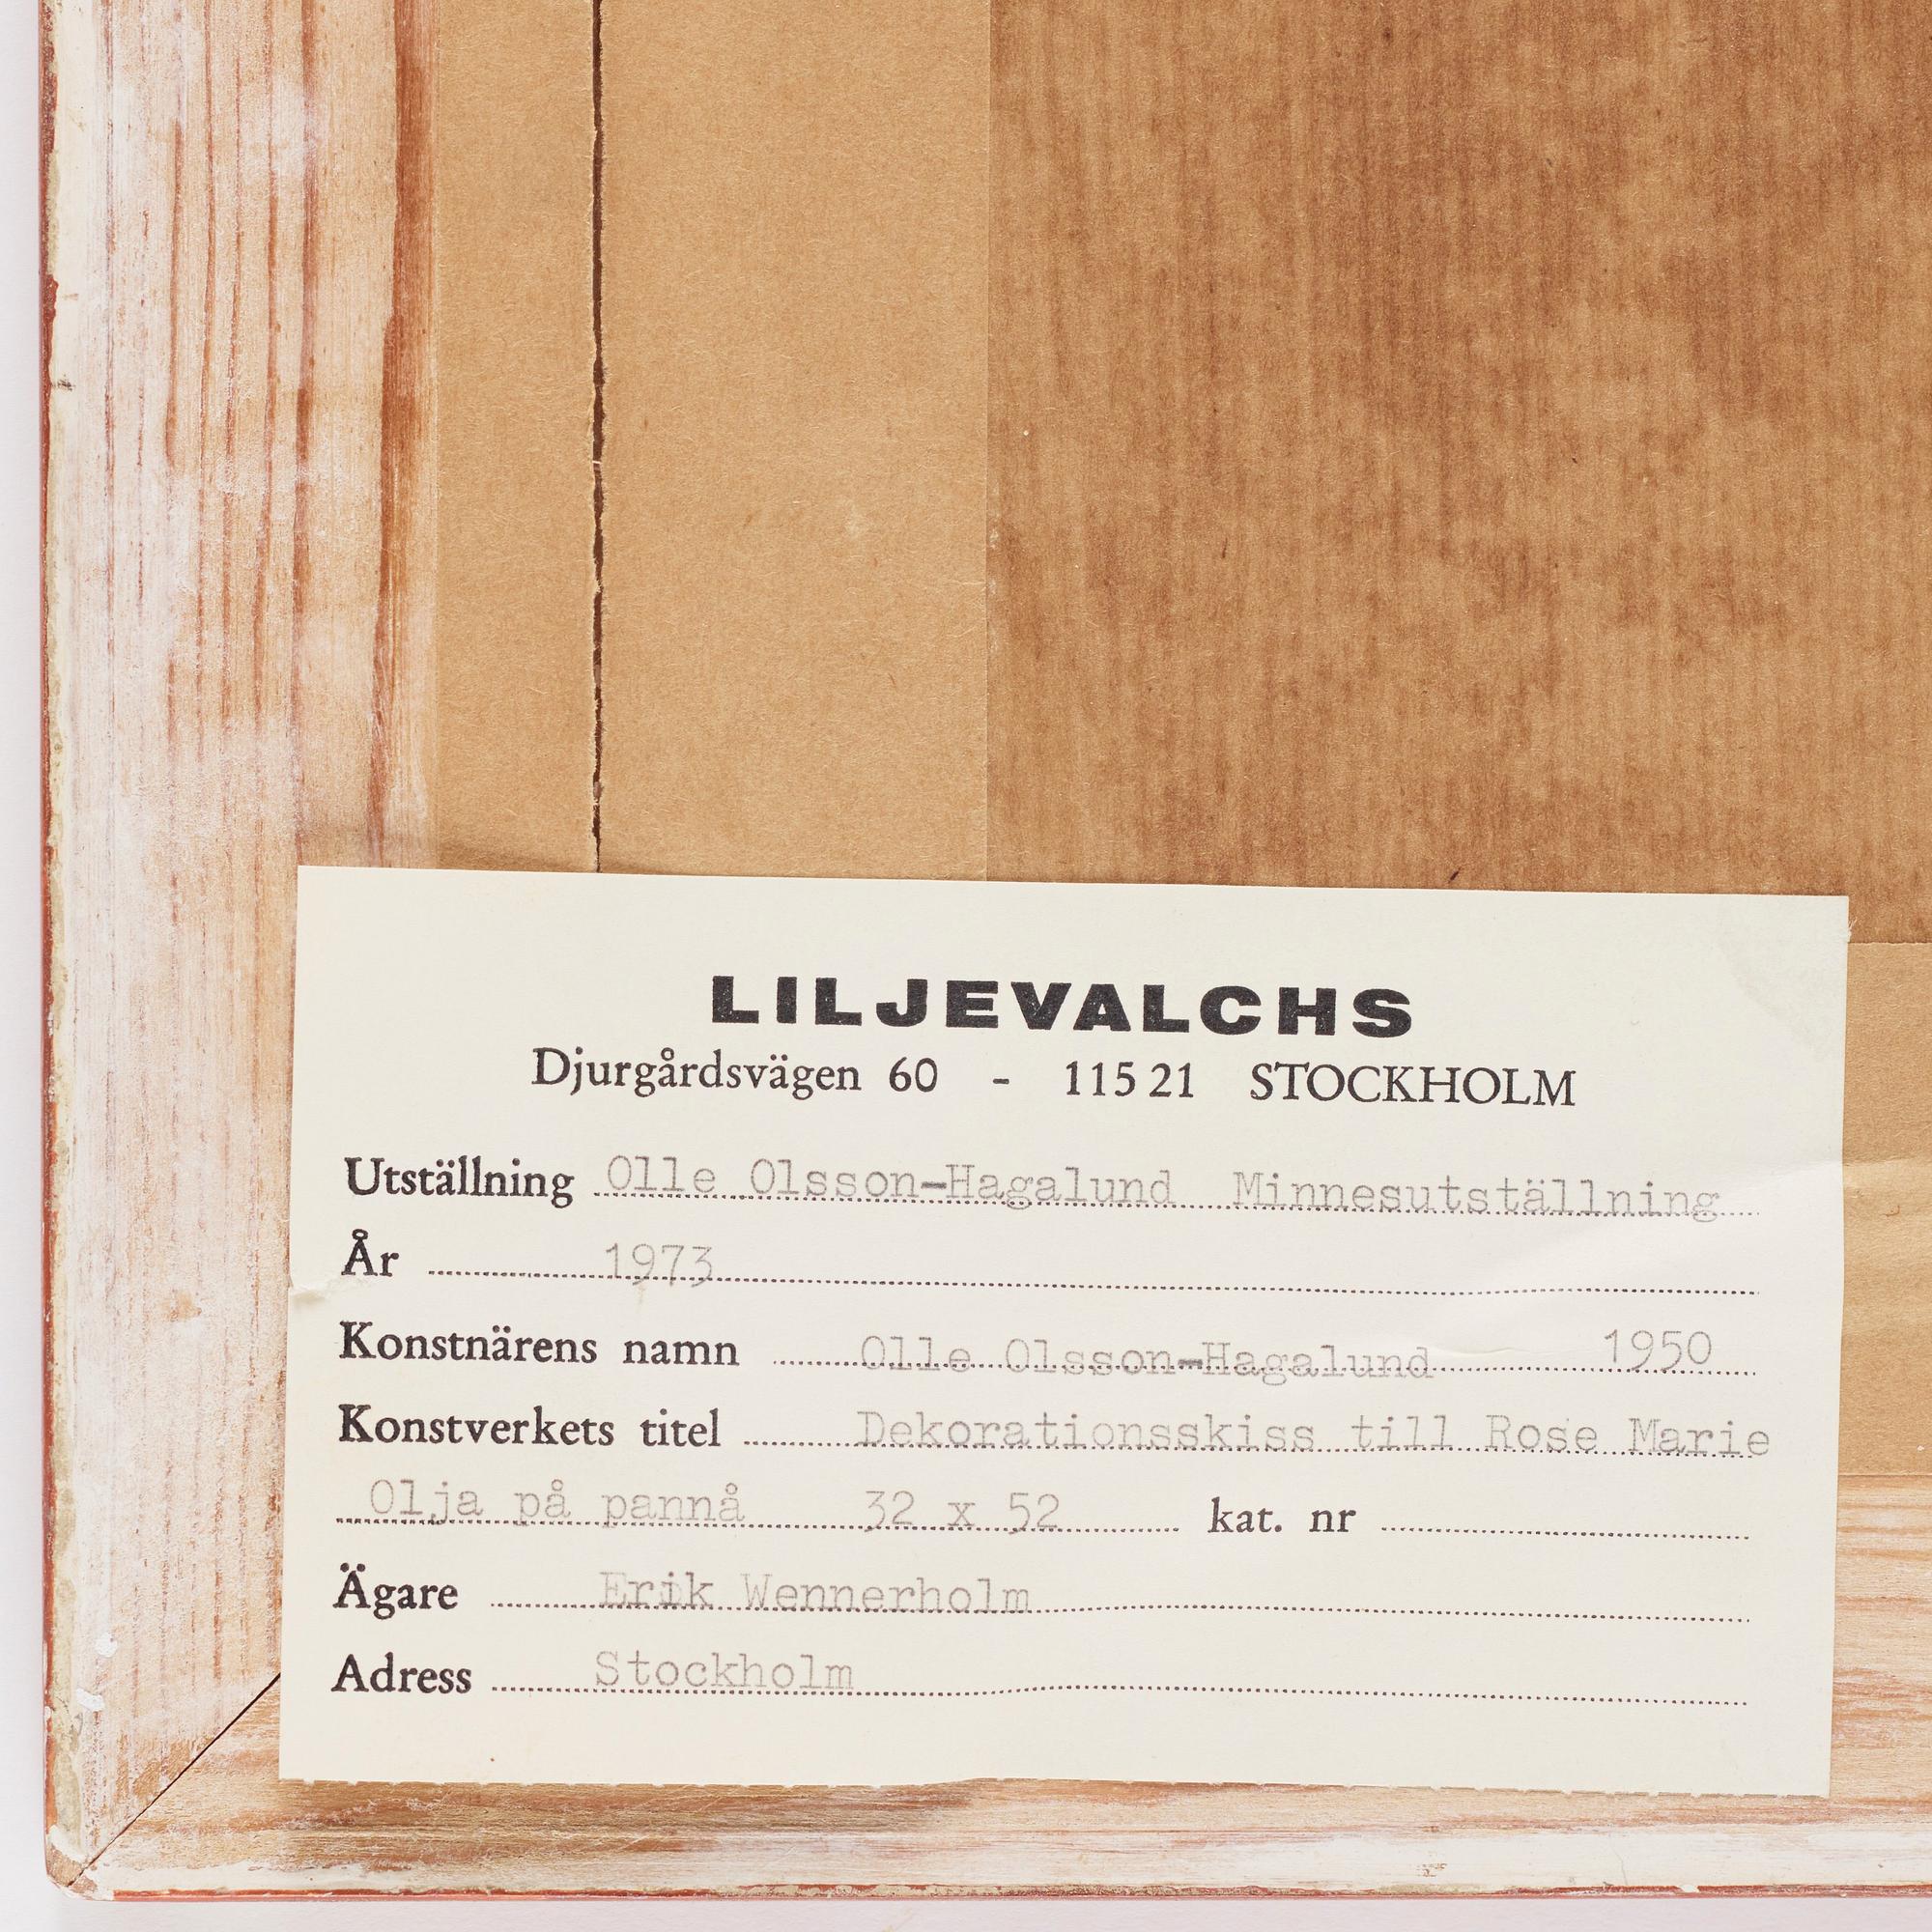 LILJEVALCHS
Djurgårdsvägen 60 - 115 21 STOCKHOLM
Utställning Olle Olsson-Hagalund Minnesutställning
År 1973
Konstnärens namn Olle Olsson-Hagalund 1950
Konstverkets titel Dekorationsskiss till Rose Marie
Olja på pannå 32 x 52 kat. nr
Ägare Erik Wennerholm
Adress Stockholm